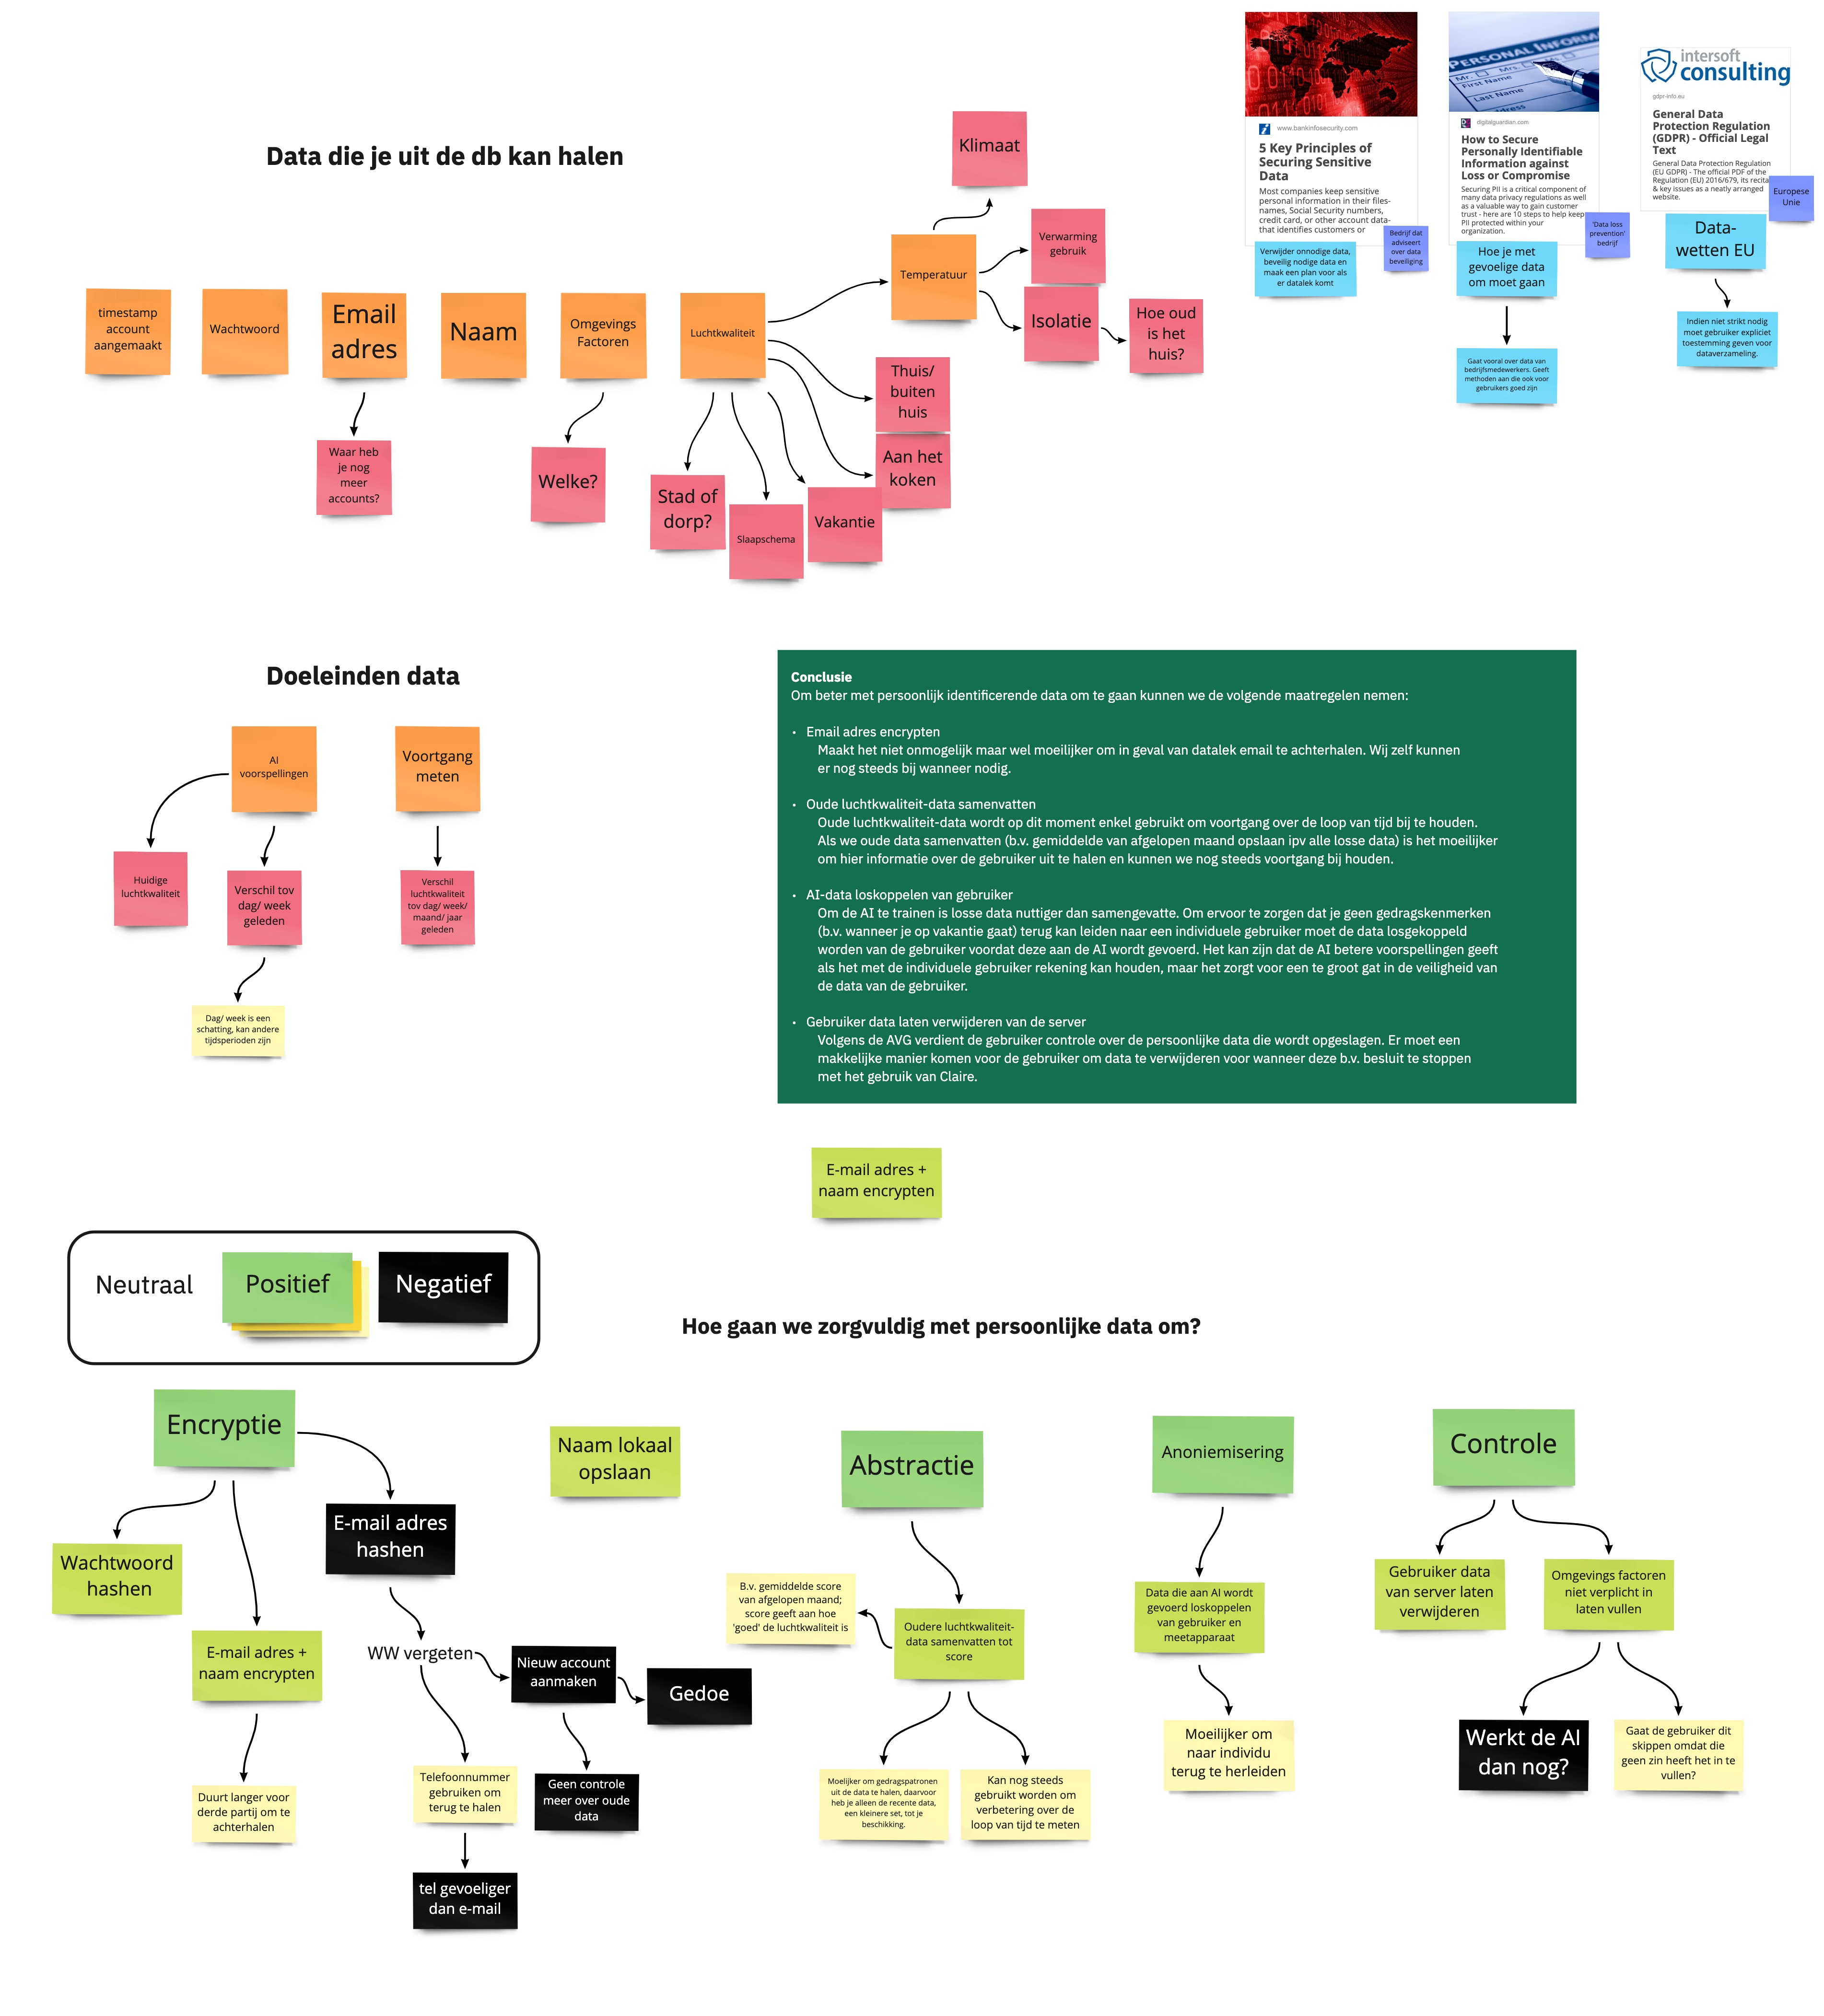 Data die je uit de db kan halen
timestamp
account
aangemaakt
Wachtwoord
Email
adres
Naam
Omgevings
Factoren
Luchtkwaliteit
Temperatuur
Klimaat
Verwarming
gebruik
Isolatie
Hoe oud
is het
huis?
Thuis/
buiten
huis
Aan het
koken
Vakantie
Slaapschema
Stad of
dorp?
Welke?
Waar heb
je nog
meer
accounts?
www.bankinfosecurity.com
5 Key Principles of
Securing Sensitive
Data
Most companies keep sensitive
personal information in their files-
names, Social Security numbers,
credit card, or other account data-
that identifies customers or
Verwijder onnodige data,
beveilig nodige data en
maak een plan voor als
er datalek komt
Bedrijf dat
adviseert
over data
beveiliging
PERSONAL INFORM
Mr. Mrs.
First Name
Last Name
ddress
digitalguardian.com
How to Secure
Personally Identifiable
Information against
Loss or Compromise
Securing PII is a critical component of
many data privacy regulations as well
as a valuable way to gain customer
trust - here are 10 steps to help keep
PII protected within your
organization.
'Data loss
prevention'
bedrijf
Hoe je met
gevoelige data
om moet gaan
Gaat vooral over data van
bedrijfsmedewerkers. Geeft
methoden aan die ook voor
gebruikers goed zijn
intersoft
consulting
gdpr-info.eu
General Data
Protection Regulation
(GDPR) - Official Legal
Text
General Data Protection Regulation
(EU GDPR) - The official PDF of the
Regulation (EU) 2016/679, its recita
& key issues as a neatly arranged
website.
Europese
Unie
Data-
wetten EU
Indien niet strikt nodig
moet gebruiker expliciet
toestemming geven voor
dataverzameling.
Doeleinden data
AI
voorspellingen
Voortgang
meten
Huidige
luchtkwaliteit
Verschil tov
dag/ week
geleden
Verschil
luchtkwaliteit
tov dag/ week/
maand/ jaar
geleden
Dag/ week is een
schatting, kan andere
tijdsperioden zijn
Conclusie
Om beter met persoonlijk identificerende data om te gaan kunnen we de volgende maatregelen nemen:
• Email adres encrypten
Maakt het niet onmogelijk maar wel moeilijker om in geval van datalek email te achterhalen. Wij zelf kunnen
er nog steeds bij wanneer nodig.
• Oude luchtkwaliteit-data samenvatten
Oude luchtkwaliteit-data wordt op dit moment enkel gebruikt om voortgang over de loop van tijd bij te houden.
Als we oude data samenvatten (b.v. gemiddelde van afgelopen maand opslaan ipv alle losse data) is het moeilijker
om hier informatie over de gebruiker uit te halen en kunnen we nog steeds voortgang bij houden.
• AI-data loskoppelen van gebruiker
Om de AI te trainen is losse data nuttiger dan samengevatte. Om ervoor te zorgen dat je geen gedragskenmerken
(b.v. wanneer je op vakantie gaat) terug kan leiden naar een individuele gebruiker moet de data losgekoppeld
worden van de gebruiker voordat deze aan de AI wordt gevoerd. Het kan zijn dat de AI betere voorspellingen geeft
als het met de individuele gebruiker rekening kan houden, maar het zorgt voor een te groot gat in de veiligheid van
de data van de gebruiker.
• Gebruiker data laten verwijderen van de server
Volgens de AVG verdient de gebruiker controle over de persoonlijke data die wordt opgeslagen. Er moet een
makkelijke manier komen voor de gebruiker om data te verwijderen voor wanneer deze b.v. besluit te stoppen
met het gebruik van Claire.
E-mail adres +
naam encrypten
Neutraal
Positief
Negatief
Hoe gaan we zorgvuldig met persoonlijke data om?
Encryptie
Wachtwoord
hashen
E-mail adres +
naam encrypten
Duurt langer voor
derde partij om te
achterhalen
E-mail adres
hashen
WW vergeten
Nieuw account
aanmaken
Gedoe
Geen controle
meer over oude
data
Telefoonnummer
gebruiken om
terug te halen
tel gevoeliger
dan e-mail
Naam lokaal
opslaan
Abstractie
B.v. gemiddelde score
van afgelopen maand;
score geeft aan hoe
'goed' de luchtkwaliteit is
Oudere luchtkwaliteit-
data samenvatten tot
score
Moeilijker om gedragspatronen
uit de data te halen, daarvoor
heb je alleen de recente data,
een kleinere set, tot je
beschikking.
Kan nog steeds
gebruikt worden om
verbetering over de
loop van tijd te meten
Anoniemisering
Data die aan AI wordt
gevoerd loskoppelen
van gebruiker en
meetapparaat
Moeilijker om
naar individu
terug te herleiden
Controle
Gebruiker data
van server laten
verwijderen
Omgevings factoren
niet verplicht in
laten vullen
Werkt de AI
dan nog?
Gaat de gebruiker dit
skippen omdat die
geen zin heeft het in te
vullen?